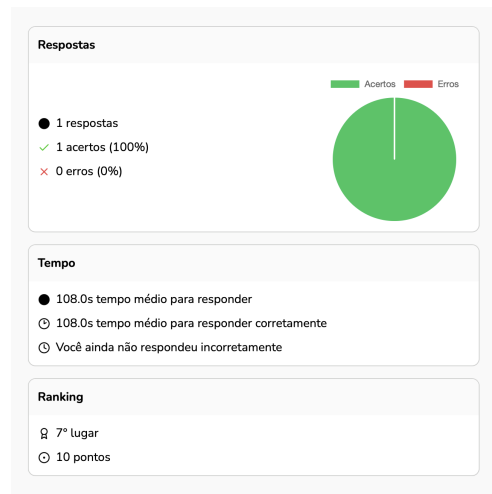 Respostas
Acertos Erros
1 respostas
1 acertos (100%)
0 erros (0%)
Tempo
108.0s tempo médio para responder
108.0s tempo médio para responder corretamente
Você ainda não respondeu incorretamente
Ranking
7° lugar
10 pontos